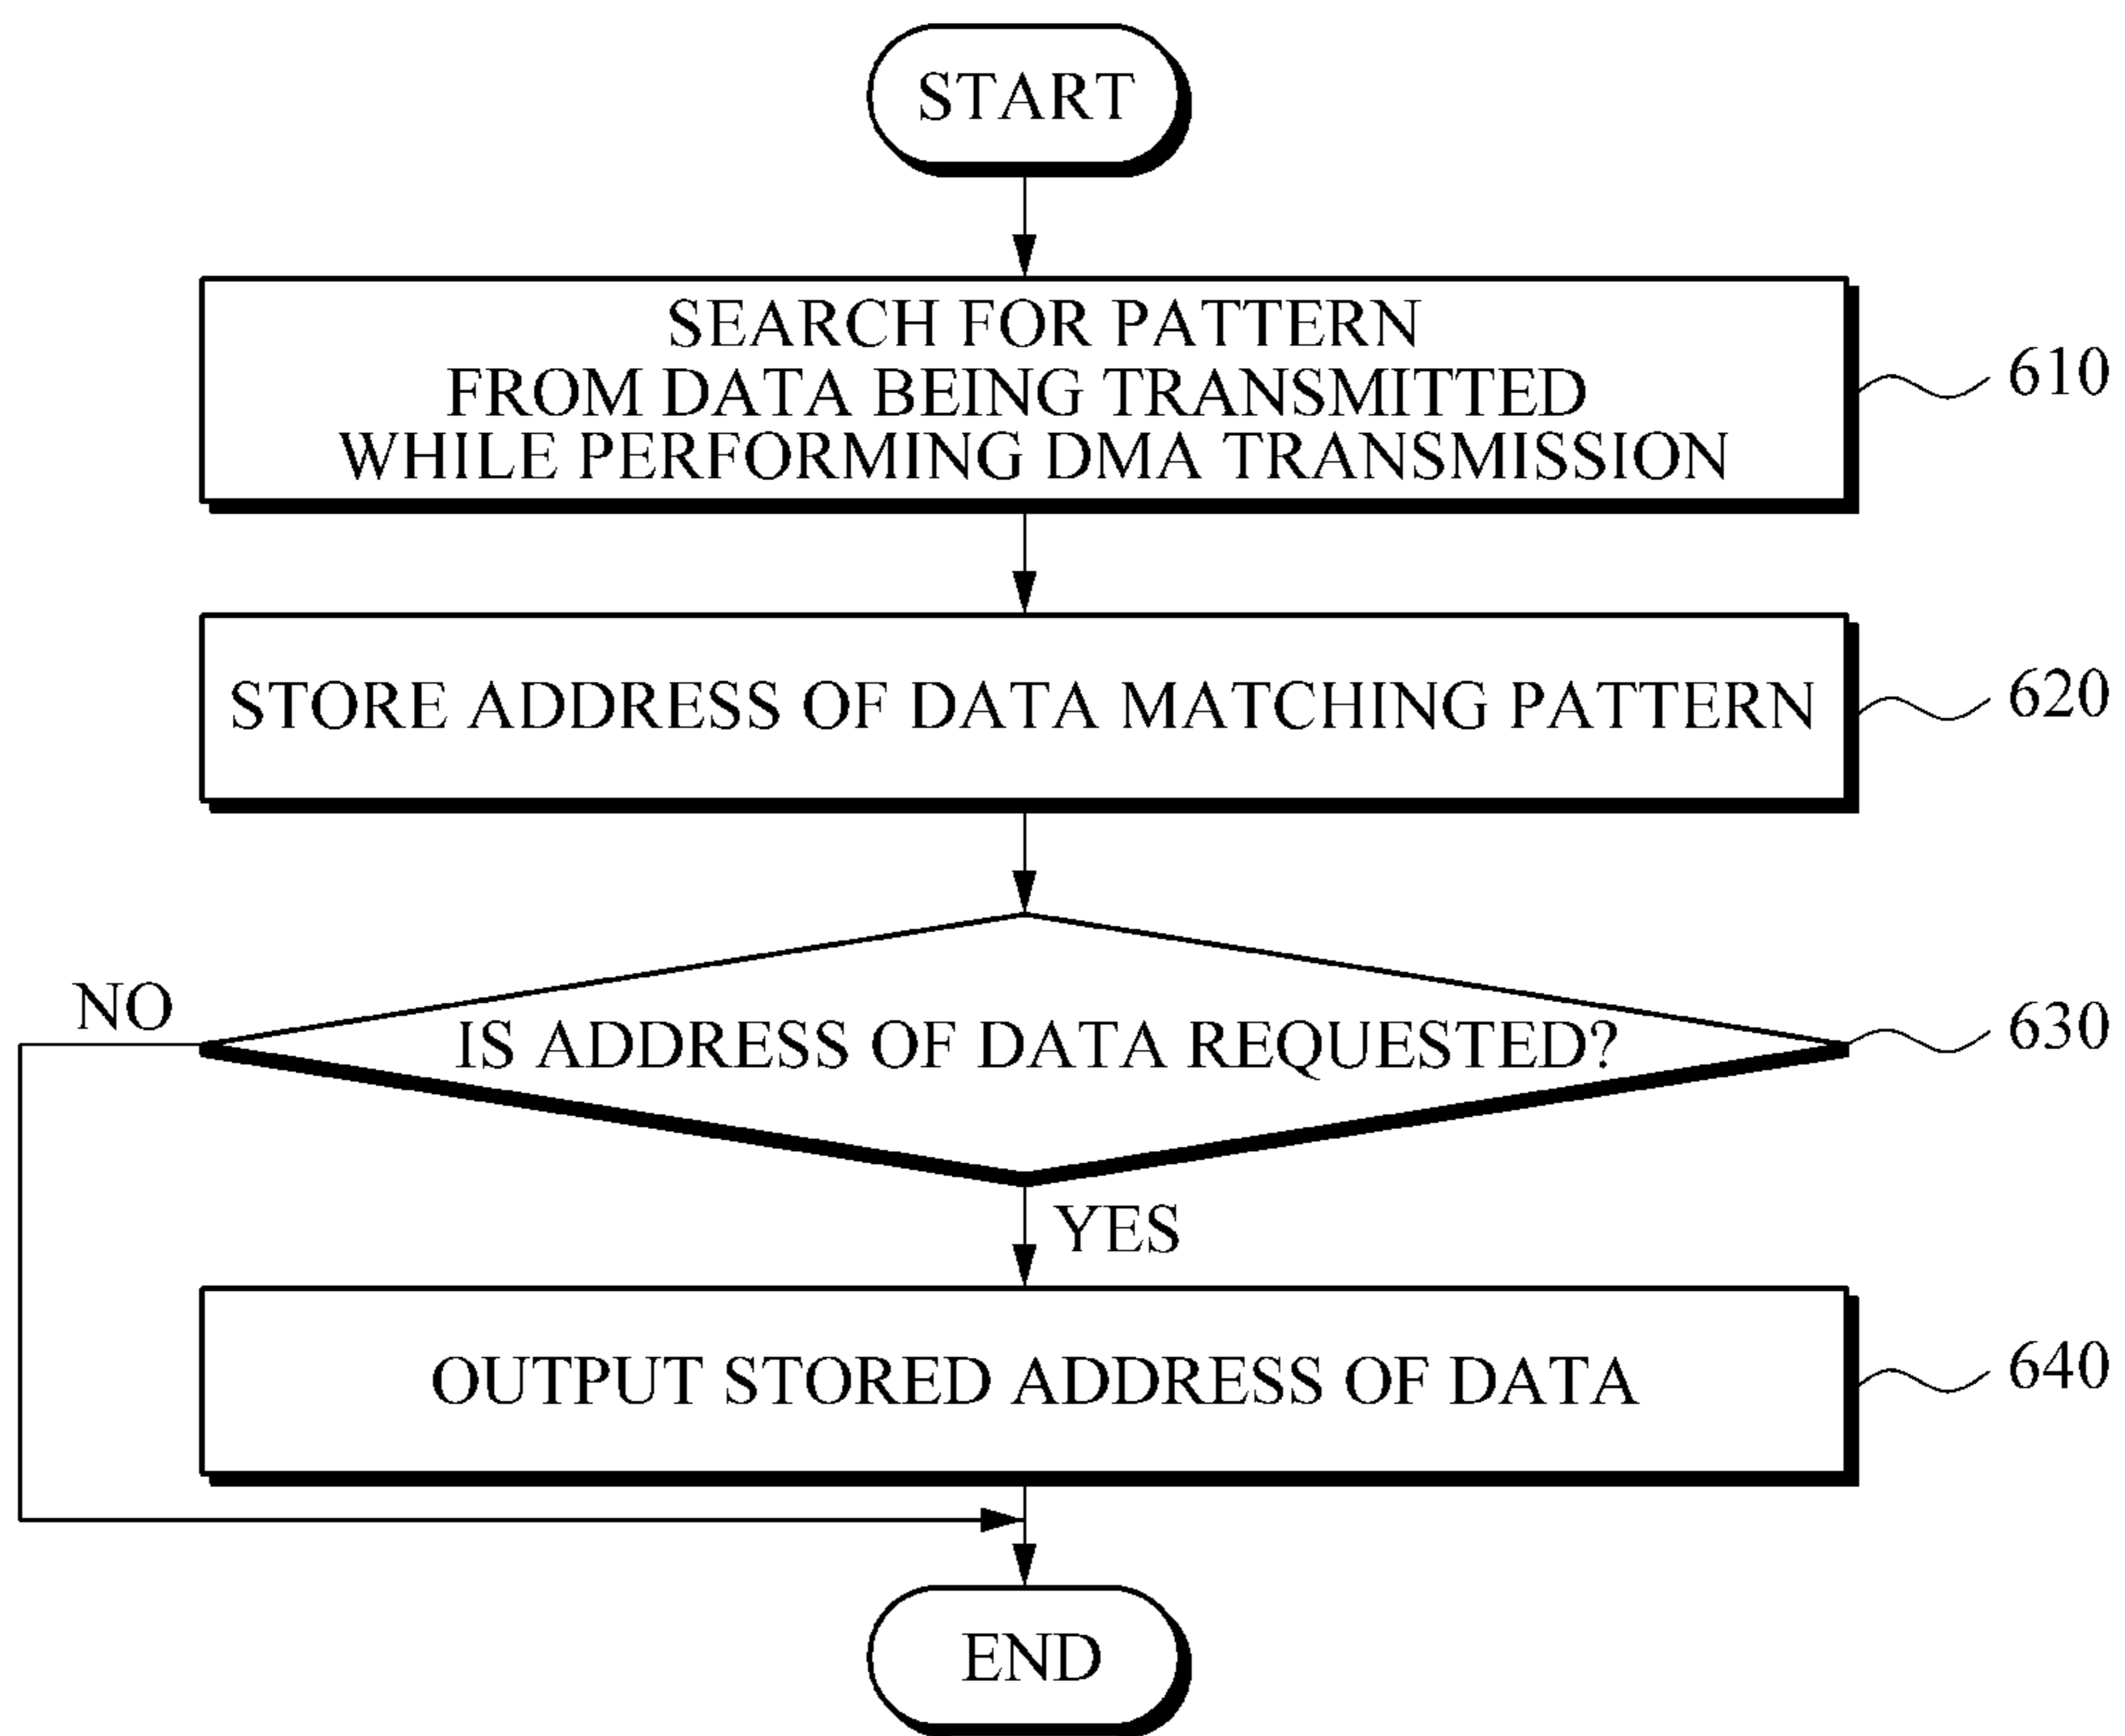 START
SEARCH FOR PATTERN
FROM DATA BEING TRANSMITTED
WHILE PERFORMING DMA TRANSMISSION
610
STORE ADDRESS OF DATA MATCHING PATTERN
620
NO
IS ADDRESS OF DATA REQUESTED?
630
YES
OUTPUT STORED ADDRESS OF DATA
640
END